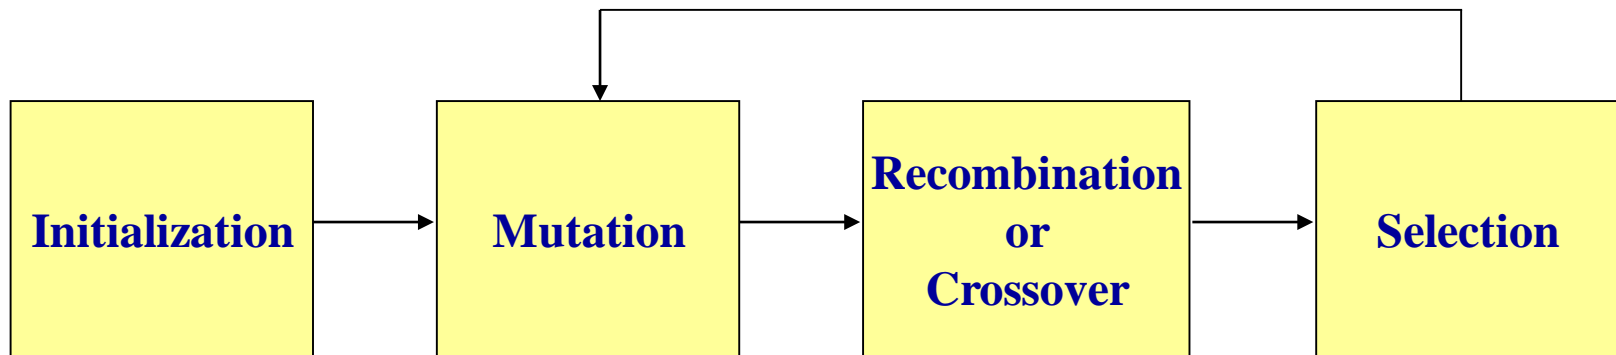 Initialization
Mutation
Recombination
or
Crossover
Selection